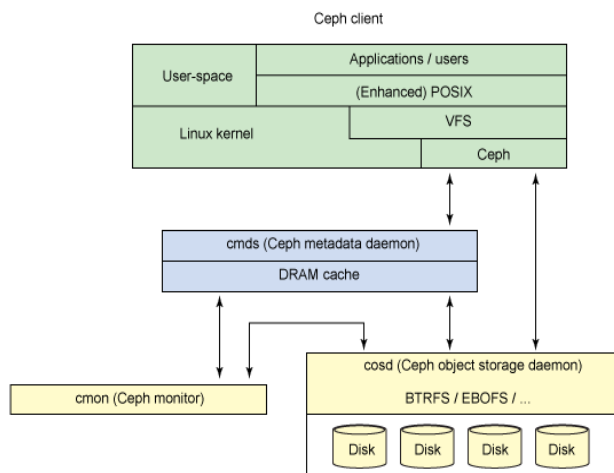 Ceph client
User-space
Applications / users
(Enhanced) POSIX
Linux kernel
VFS
Ceph
cmds (Ceph metadata daemon)
DRAM cache
cmon (Ceph monitor)
cosd (Ceph object storage daemon)
BTRFS / EBOFS / ...
Disk
Disk
Disk
Disk